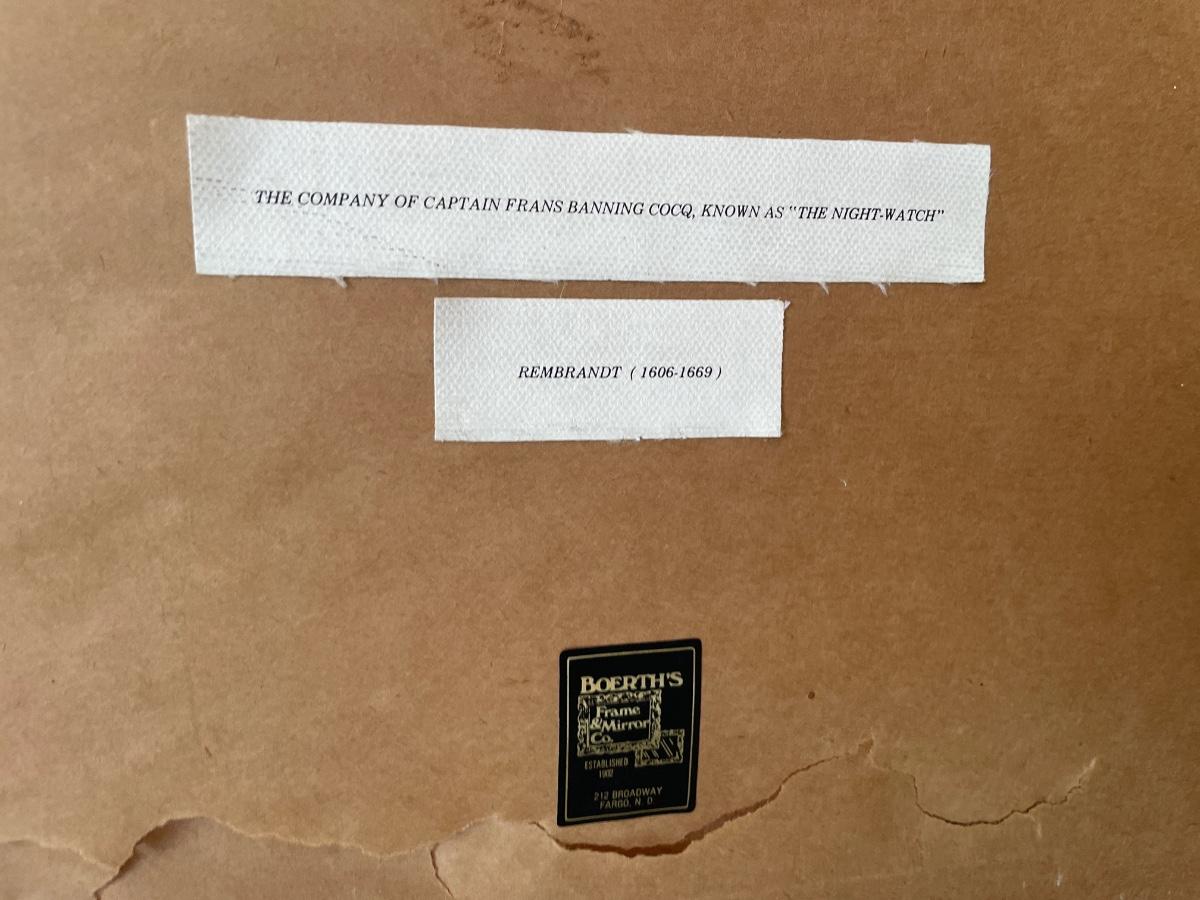 THE COMPANY OF CAPTAIN FRANS BANNING COCQ, KNOWN AS "THE NIGHT-WATCH"
REMBRANDT ( 1606-1669 )
BOERTH'S
Frame
&Mirror
Co.
ESTABLISHED
1902
212 BROADWAY
FARGO, N. D.